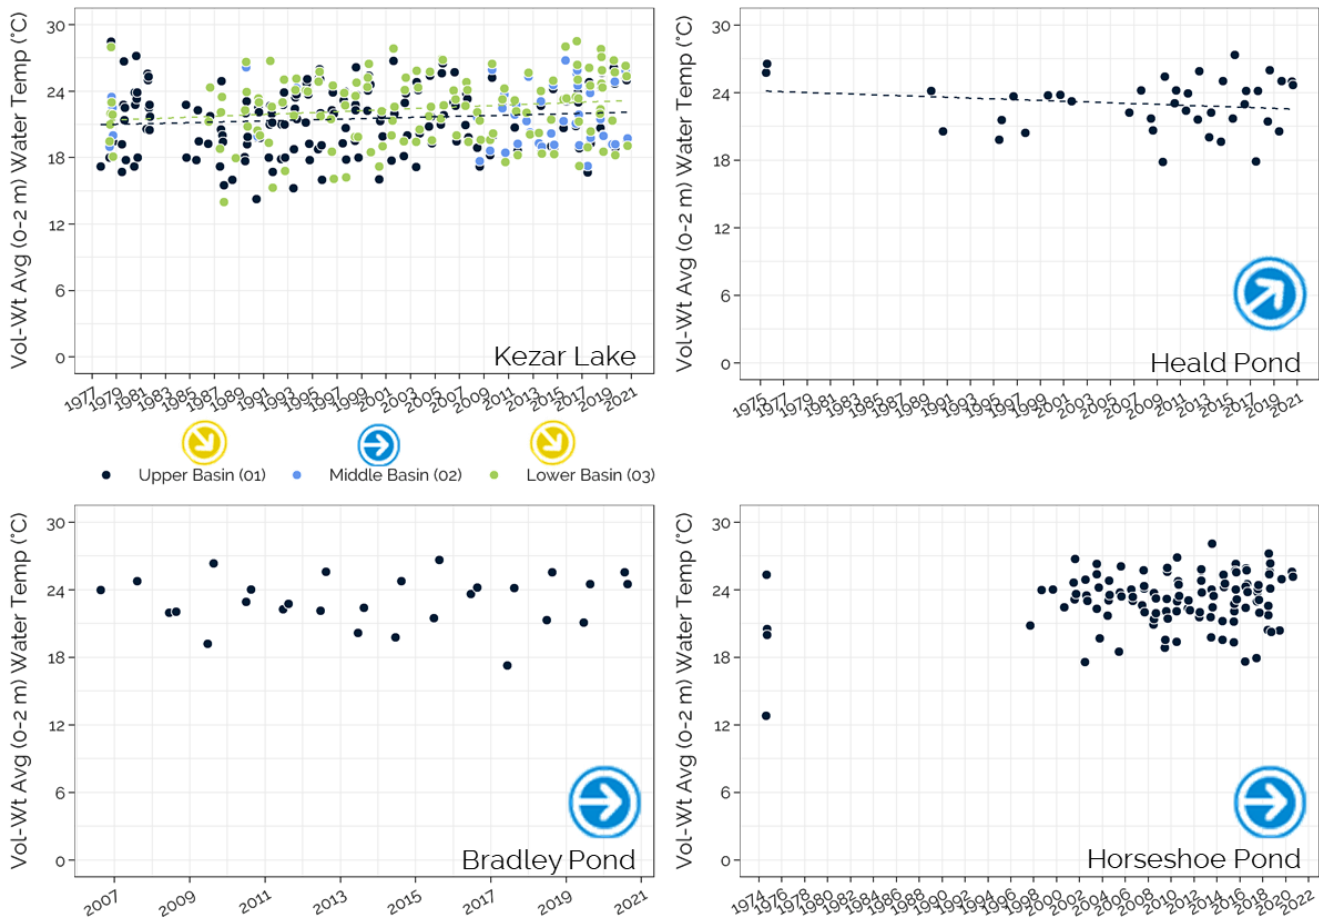 Vol-Wt Avg (0-2 m) Water Temp (°C)
30
24
18
12
6
0
Kezar Lake
1977 1979 1981 1983 1985 1987 1989 1991 1993 1995 1997 1999 2001 2003 2005 2007 2009 2011 2013 2015 2017 2019 2021
Vol-Wt Avg (0-2 m) Water Temp (°C)
30
24
18
12
6
0
Heald Pond
1975 1977 1979 1981 1983 1985 1987 1989 1991 1993 1995 1997 1999 2001 2003 2005 2007 2009 2011 2013 2015 2017 2019 2021
Upper Basin (01) Middle Basin (02) Lower Basin (03)
Vol-Wt Avg (0-2 m) Water Temp (°C)
30
24
18
12
6
0
Bradley Pond
2007 2009 2011 2013 2015 2017 2019 2021
Vol-Wt Avg (0-2 m) Water Temp (°C)
30
24
18
12
6
0
Horseshoe Pond
1974 1976 1978 1980 1982 1984 1986 1988 1990 1992 1994 1996 1998 2000 2002 2004 2006 2008 2010 2012 2014 2016 2018 2020 2022